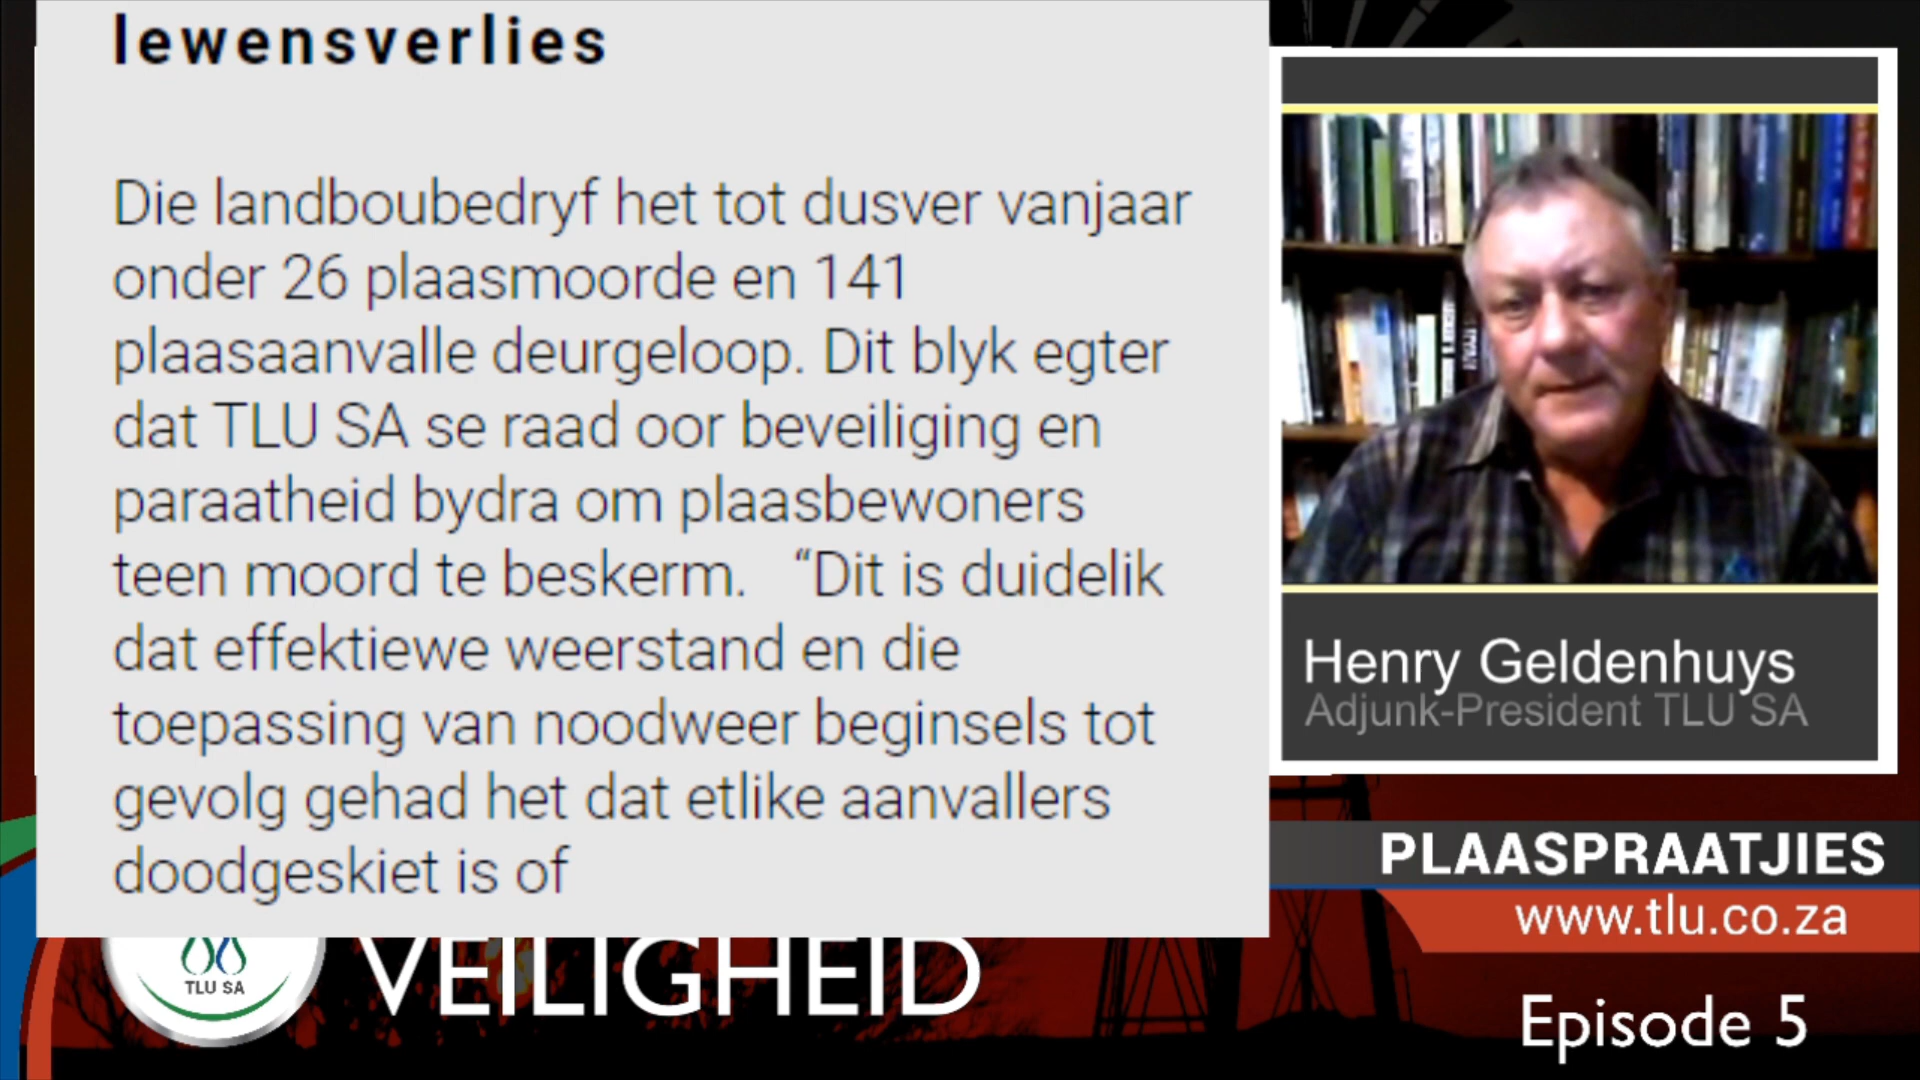 lewensverlies
Die landboubedryf het tot dusver vanjaar
onder 26 plaasmoorde en 141
plaasaanvalle deurgeloop. Dit blyk egter
dat TLU SA se raad oor beveiliging en
paraatheid bydra om plaasbewoners
teen moord te beskerm. “Dit is duidelik
dat effektiewe weerstand en die
toepassing van noodweer beginsels tot
gevolg gehad het dat etlike aanvallers
doodgeskiet is of
Henry Geldenhuys
Adjunk-President TLU SA
PLAASPRAATJIES
www.tlu.co.za
TLU SA
VEILIGHEID
Episode 5